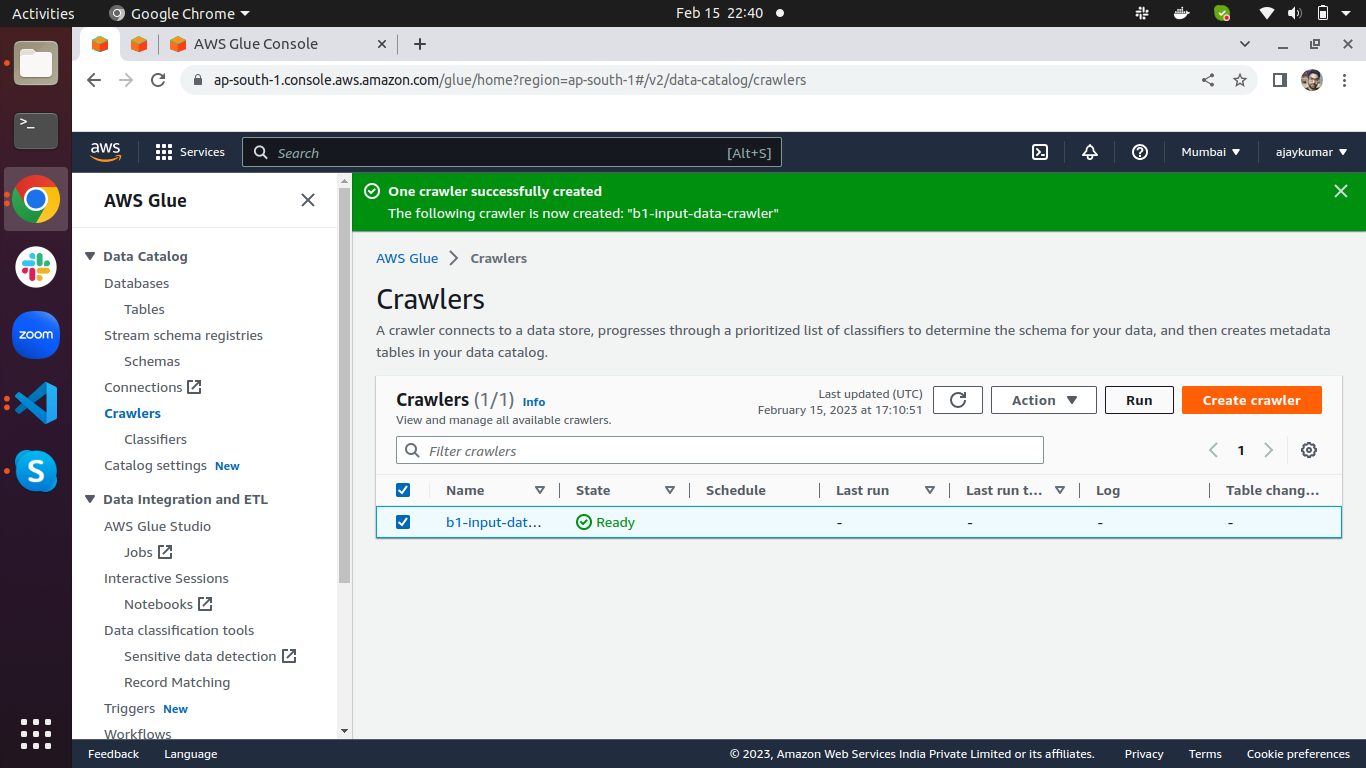 Activities
Google Chrome
Feb 15 22:40
AWS Glue Console
ap-south-1.console.aws.amazon.com/glue/home?region=ap-south-1#/v2/data-catalog/crawlers
aws
Services
Search
[Alt+S]
Mumbai
ajaykumar
>_
zoom
S
AWS Glue
Data Catalog
Databases
Tables
Stream schema registries
Schemas
Connections
Crawlers
Classifiers
Catalog settings New
Data Integration and ETL
AWS Glue Studio
Jobs
Interactive Sessions
Notebooks
Data classification tools
Sensitive data detection
Record Matching
Triggers New
Workflows
One crawler successfully created
The following crawler is now created: "b1-input-data-crawler"
AWS Glue
Crawlers
Crawlers
A crawler connects to a data store, progresses through a prioritized list of classifiers to determine the schema for your data, and then creates metadata
tables in your data catalog.
Crawlers (1/1) Info
View and manage all available crawlers.
Last updated (UTC)
February 15, 2023 at 17:10:51
Action
Run
Create crawler
Filter crawlers
1
Name State Schedule Last run Last run t... Log Table chang...
b1-input-dat... Ready - - - -
Feedback Language © 2023, Amazon Web Services India Private Limited or its affiliates. Privacy Terms Cookie preferences